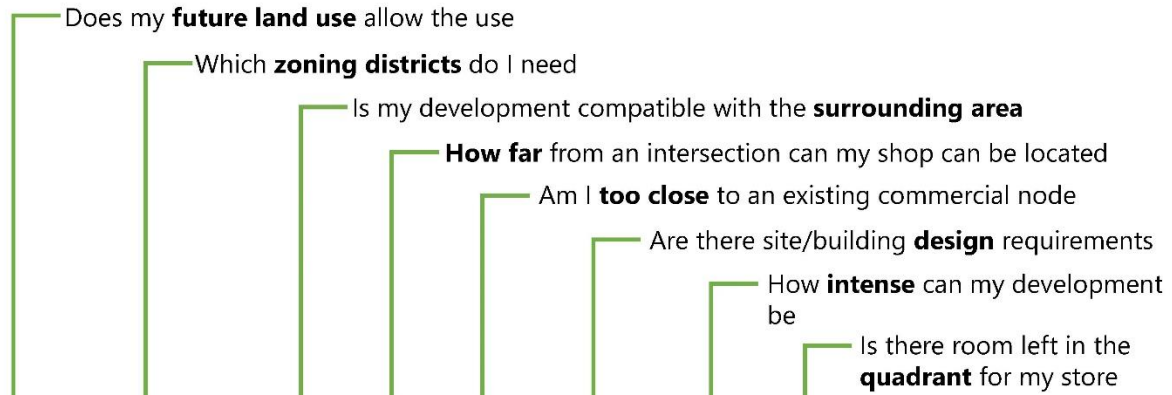 Does my future land use allow the use
Which zoning districts do I need
Is my development compatible with the surrounding area
How far from an intersection can my shop can be located
Am I too close to an existing commercial node
Are there site/building design requirements
How intense can my development
be
Is there room left in the
quadrant for my store